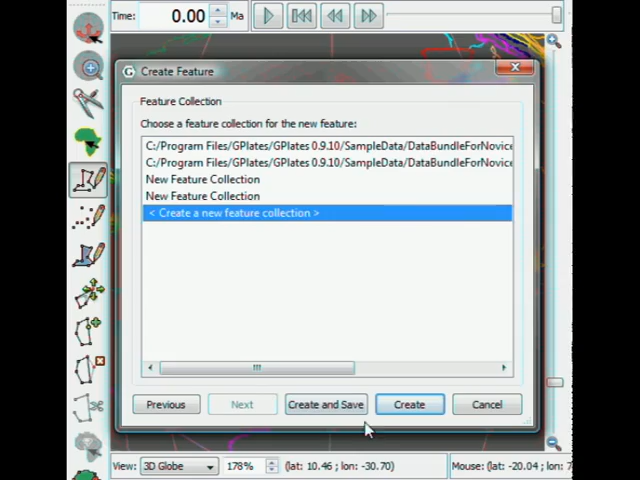 Time: 0.00 Ma
Create Feature
Feature Collection
Choose a feature collection for the new feature:
C:/Program Files/GPlates/GPlates 0.9.10/SampleData/DataBundleForNovice
C:/Program Files/GPlates/GPlates 0.9.10/SampleData/DataBundleForNovice
New Feature Collection
New Feature Collection
< Create a new feature collection >
Previous Next Create and Save Create Cancel
View: 3D Globe 178% (lat: 10.46 ; lon: -30.70) Mouse: (lat: -20.04 ; lon: 7